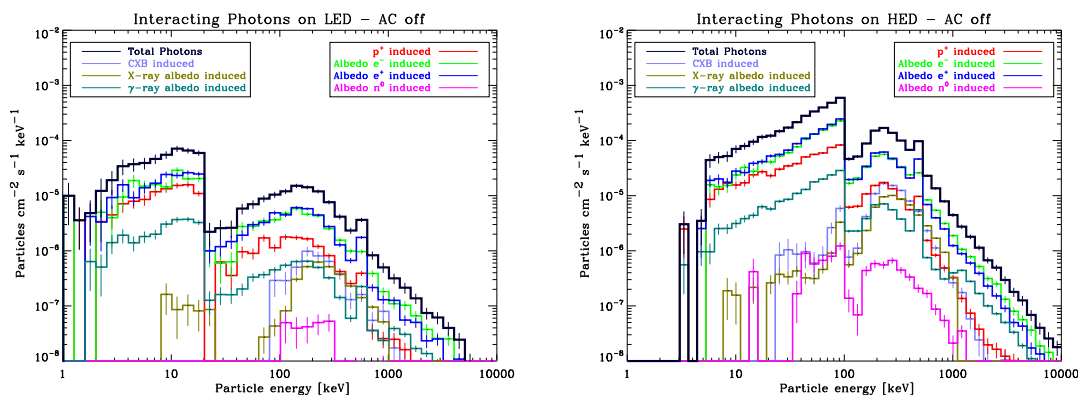 Interacting Photons on LED – AC off
Total Photons
CXB induced
X-ray albedo induced
γ-ray albedo induced
p⁺ induced
Albedo e⁻ induced
Albedo e⁺ induced
Albedo n⁰ induced
Particles cm⁻² s⁻¹ keV⁻¹
10⁻²
10⁻³
10⁻⁴
10⁻⁵
10⁻⁶
10⁻⁷
10⁻⁸
1
10
100
1000
10000
Particle energy [keV]
Interacting Photons on HED – AC off
Total Photons
CXB induced
X-ray albedo induced
γ-ray albedo induced
p⁺ induced
Albedo e⁻ induced
Albedo e⁺ induced
Albedo n⁰ induced
Particles cm⁻² s⁻¹ keV⁻¹
10⁻²
10⁻³
10⁻⁴
10⁻⁵
10⁻⁶
10⁻⁷
10⁻⁸
1
10
100
1000
10000
Particle energy [keV]